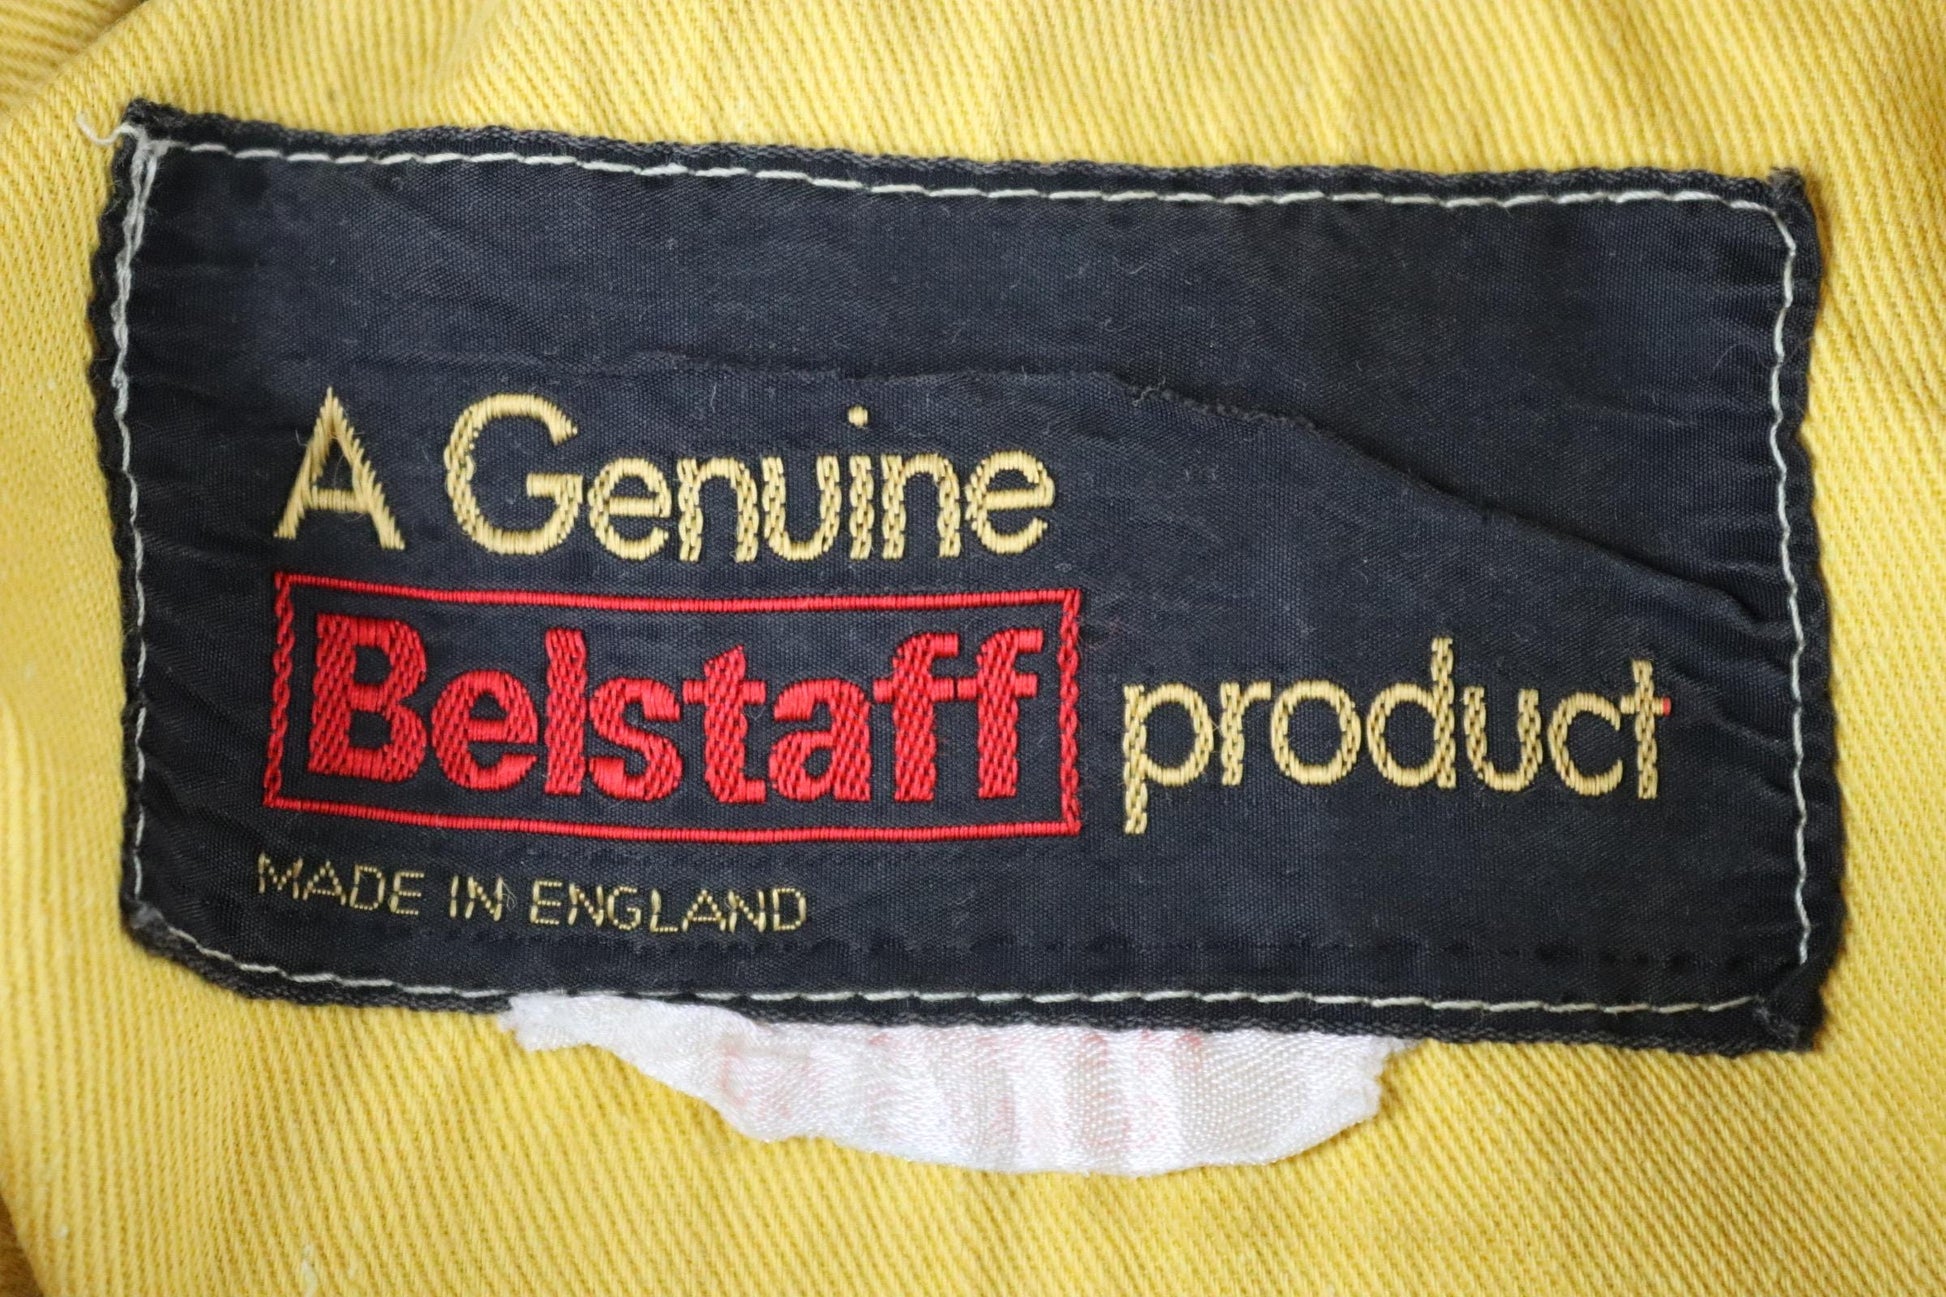 A Genuine
Belstaff product
MADE IN ENGLAND